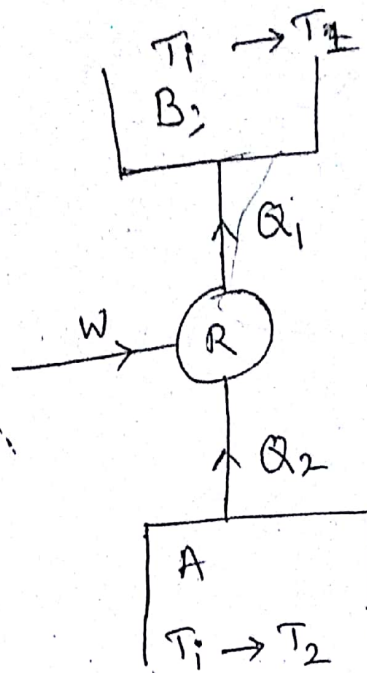 Ti → T1
B;
Q1
W
R
Q2
A
Ti → T2